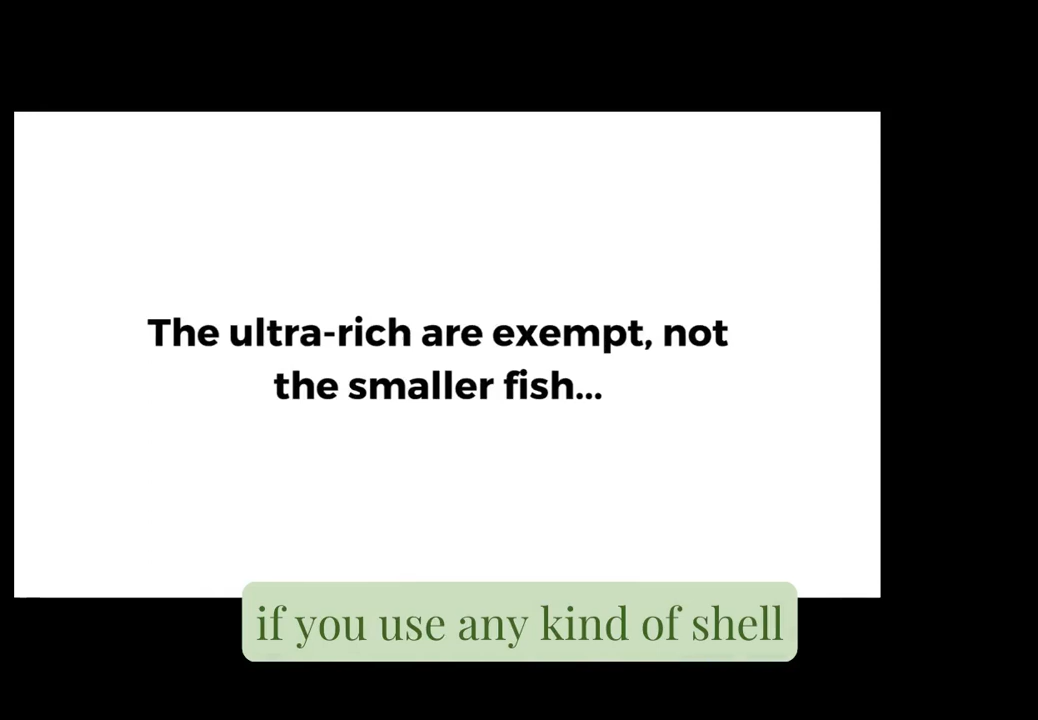 The ultra-rich are exempt, not
the smaller fish...
if you use any kind of shell